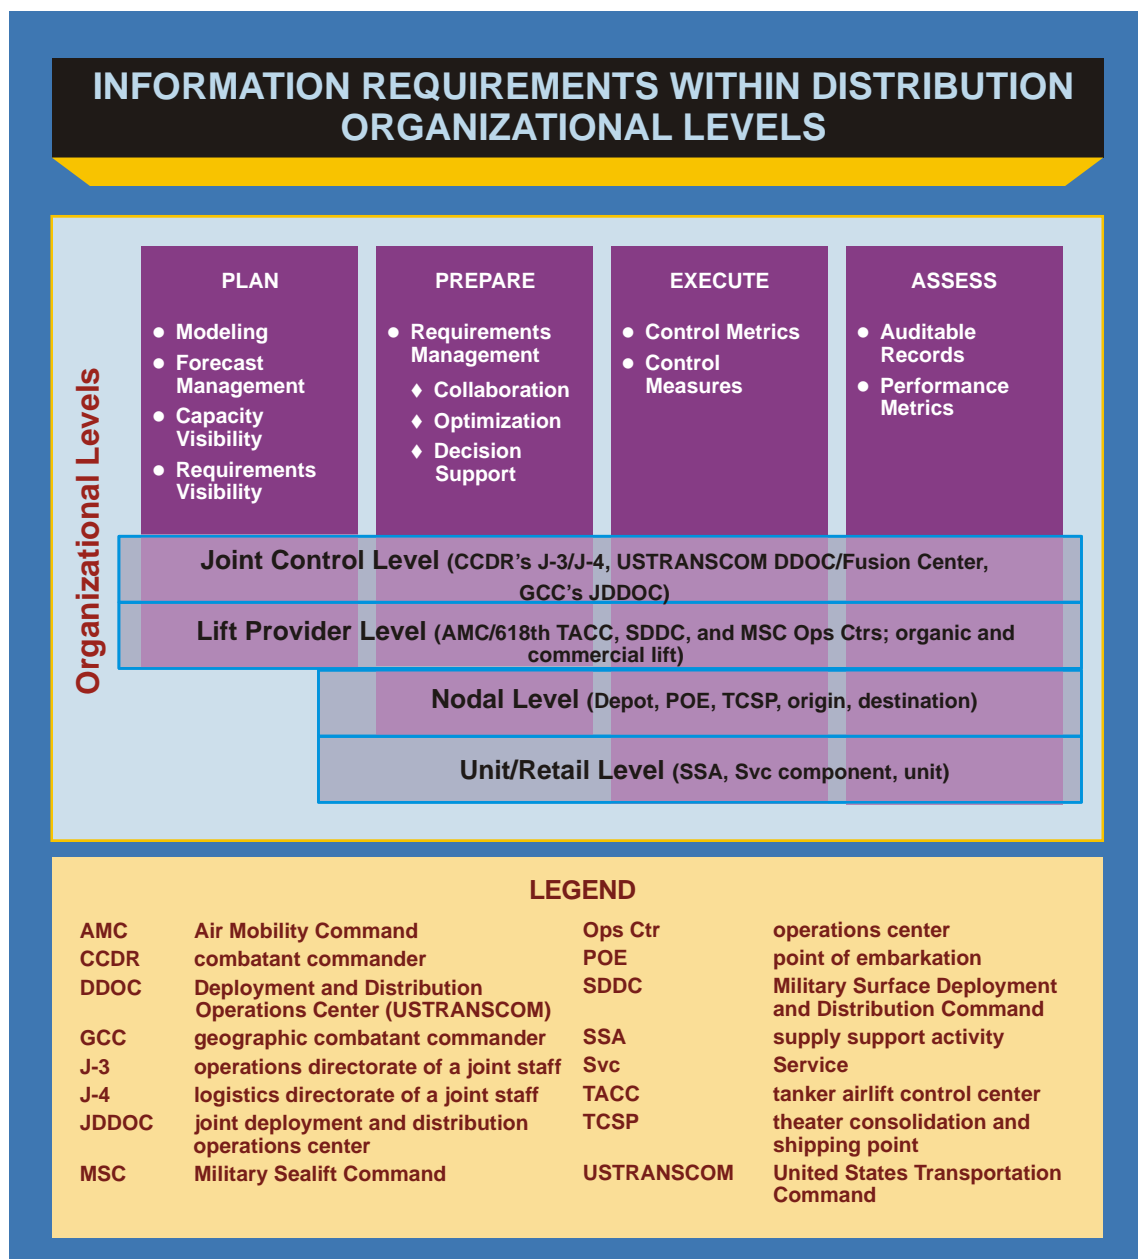 INFORMATION REQUIREMENTS WITHIN DISTRIBUTION
ORGANIZATIONAL LEVELS
Organizational Levels
PLAN
● Modeling
● Forecast
Management
● Capacity
Visibility
● Requirements
Visibility
PREPARE
● Requirements
Management
♦ Collaboration
♦ Optimization
♦ Decision
Support
EXECUTE
● Control Metrics
● Control
Measures
ASSESS
● Auditable
Records
● Performance
Metrics
Joint Control Level (CCDR’s J-3/J-4, USTRANSCOM DDOC/Fusion Center,
GCC’s JDDOC)
Lift Provider Level (AMC/618th TACC, SDDC, and MSC Ops Ctrs; organic and
commercial lift)
Nodal Level (Depot, POE, TCSP, origin, destination)
Unit/Retail Level (SSA, Svc component, unit)
LEGEND
AMC Air Mobility Command
CCDR combatant commander
DDOC Deployment and Distribution
Operations Center (USTRANSCOM)
GCC geographic combatant commander
J-3 operations directorate of a joint staff
J-4 logistics directorate of a joint staff
JDDOC joint deployment and distribution
operations center
MSC Military Sealift Command
Ops Ctr operations center
POE point of embarkation
SDDC Military Surface Deployment
and Distribution Command
SSA supply support activity
Svc Service
TACC tanker airlift control center
TCSP theater consolidation and
shipping point
USTRANSCOM United States Transportation
Command